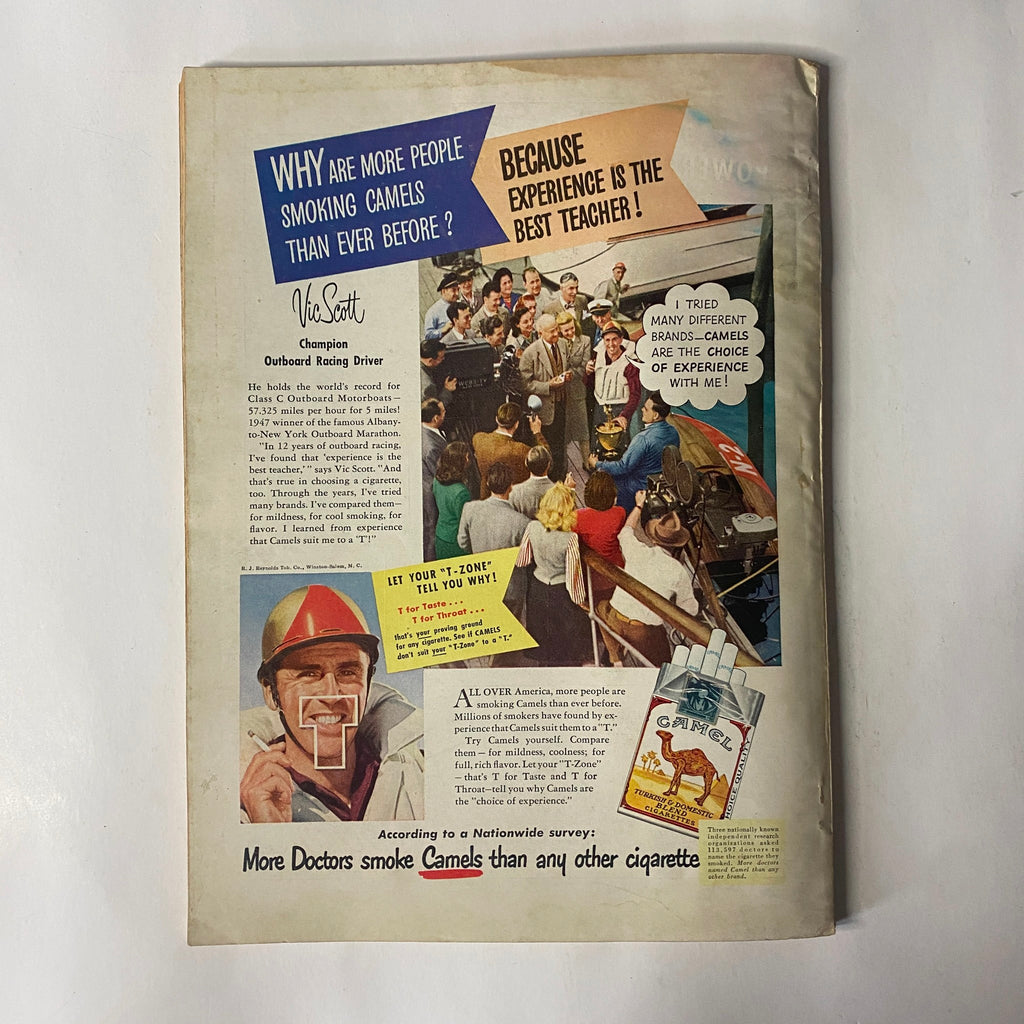 WHY ARE MORE PEOPLE
SMOKING CAMELS
THAN EVER BEFORE?
BECAUSE
EXPERIENCE IS THE
BEST TEACHER!
Vic Scott
Champion
Outboard Racing Driver
He holds the world's record for
Class C Outboard Motorboats—
57.325 miles per hour for 5 miles!
1947 winner of the famous Albany-
to-New York Outboard Marathon.
"In 12 years of outboard racing,
I've found that 'experience is the
best teacher,'" says Vic Scott. "And
that's true in choosing a cigarette,
too. Through the years, I've tried
many brands. I've compared them—
for mildness, for cool smoking, for
flavor. I learned from experience
that Camels suit me to a 'T'!"
I TRIED
MANY DIFFERENT
BRANDS—CAMELS
ARE THE CHOICE
OF EXPERIENCE
WITH ME!
N-2
R. J. Reynolds Tob. Co., Winston-Salem, N. C.
LET YOUR "T-ZONE"
TELL YOU WHY!
T for Taste...
T for Throat...
that's your proving ground
for any cigarette. See if CAMELS
don't suit your "T-Zone" to a "T."
T
ALL OVER America, more people are
smoking Camels than ever before.
Millions of smokers have found by ex-
perience that Camels suit them to a "T."
Try Camels yourself. Compare
them — for mildness, coolness; for
full, rich flavor. Let your "T-Zone"
—that's T for Taste and T for
Throat—tell you why Camels are
the "choice of experience."
CAMEL
TURKISH & DOMESTIC
BLEND
CIGARETTES
CHOICE QUALITY
According to a Nationwide survey:
More Doctors smoke Camels than any other cigarette
Three nationally known
independent research
organizations asked
113,597 doctors to
name the cigarette they
smoked. More doctors
named Camel than any
other brand.